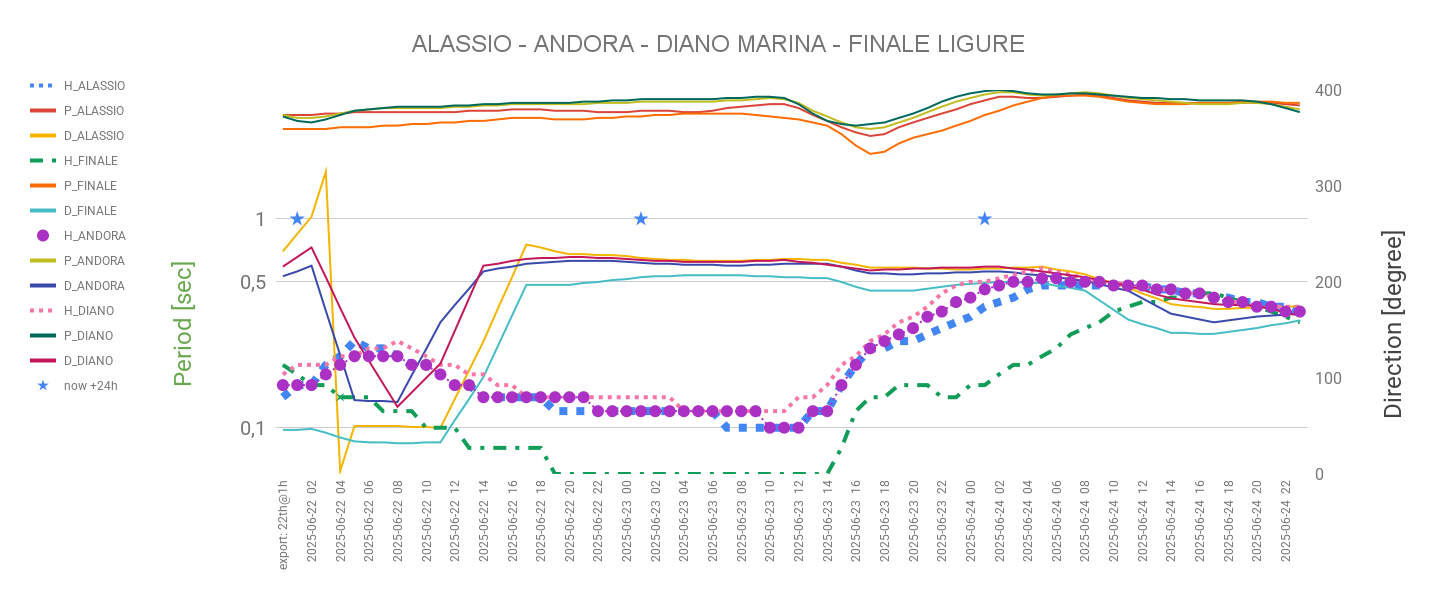 ALASSIO - ANDORA - DIANO MARINA - FINALE LIGURE
H_ALASSIO
P_ALASSIO
D_ALASSIO
H_FINALE
P_FINALE
D_FINALE
H_ANDORA
P_ANDORA
D_ANDORA
H_DIANO
P_DIANO
D_DIANO
now +24h
Period [sec]
1
0,5
0,1
400
300
200
100
0
Direction [degree]
export: 22th@1h
2025-06-22 02
2025-06-22 04
2025-06-22 06
2025-06-22 08
2025-06-22 10
2025-06-22 12
2025-06-22 14
2025-06-22 16
2025-06-22 18
2025-06-22 20
2025-06-22 22
2025-06-23 00
2025-06-23 02
2025-06-23 04
2025-06-23 06
2025-06-23 08
2025-06-23 10
2025-06-23 12
2025-06-23 14
2025-06-23 16
2025-06-23 18
2025-06-23 20
2025-06-23 22
2025-06-24 00
2025-06-24 02
2025-06-24 04
2025-06-24 06
2025-06-24 08
2025-06-24 10
2025-06-24 12
2025-06-24 14
2025-06-24 16
2025-06-24 18
2025-06-24 20
2025-06-24 22